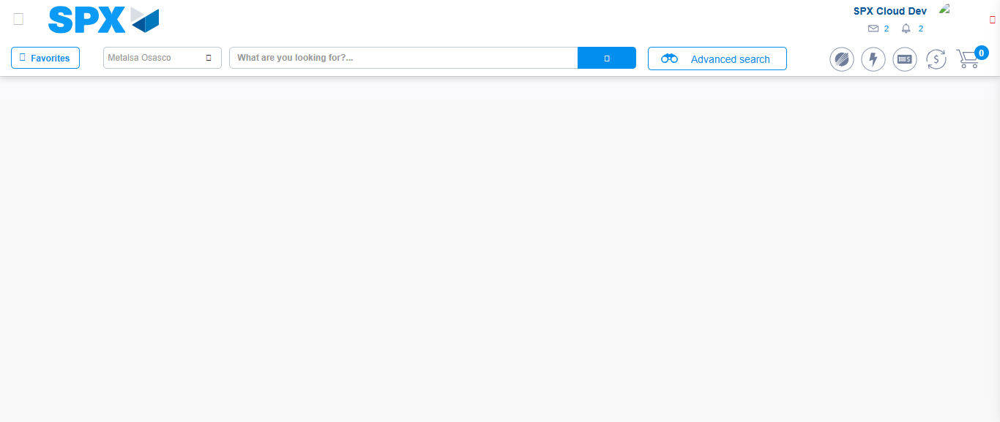 SPX
SPX Cloud Dev
2
2
Favorites
Metalsa Osasco
What are you looking for?...
Advanced search
$
$
0